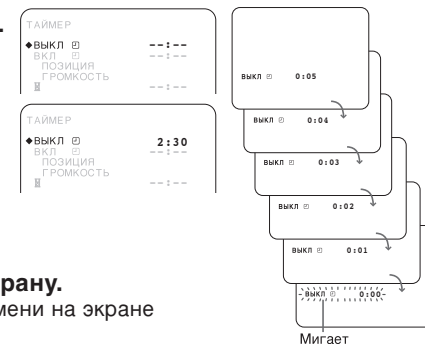 ТАЙМЕР
◆ВЫКЛ --:--
ВКЛ --:--
ПОЗИЦИЯ
ГРОМКОСТЬ
--:--
ТАЙМЕР
◆ВЫКЛ 2:30
ВКЛ --:--
ПОЗИЦИЯ
ГРОМКОСТЬ
--:--
ВЫКЛ 0:05
ВЫКЛ 0:04
ВЫКЛ 0:03
ВЫКЛ 0:02
ВЫКЛ 0:01
ВЫКЛ 0:00
Мигает
рану.
мени на экране